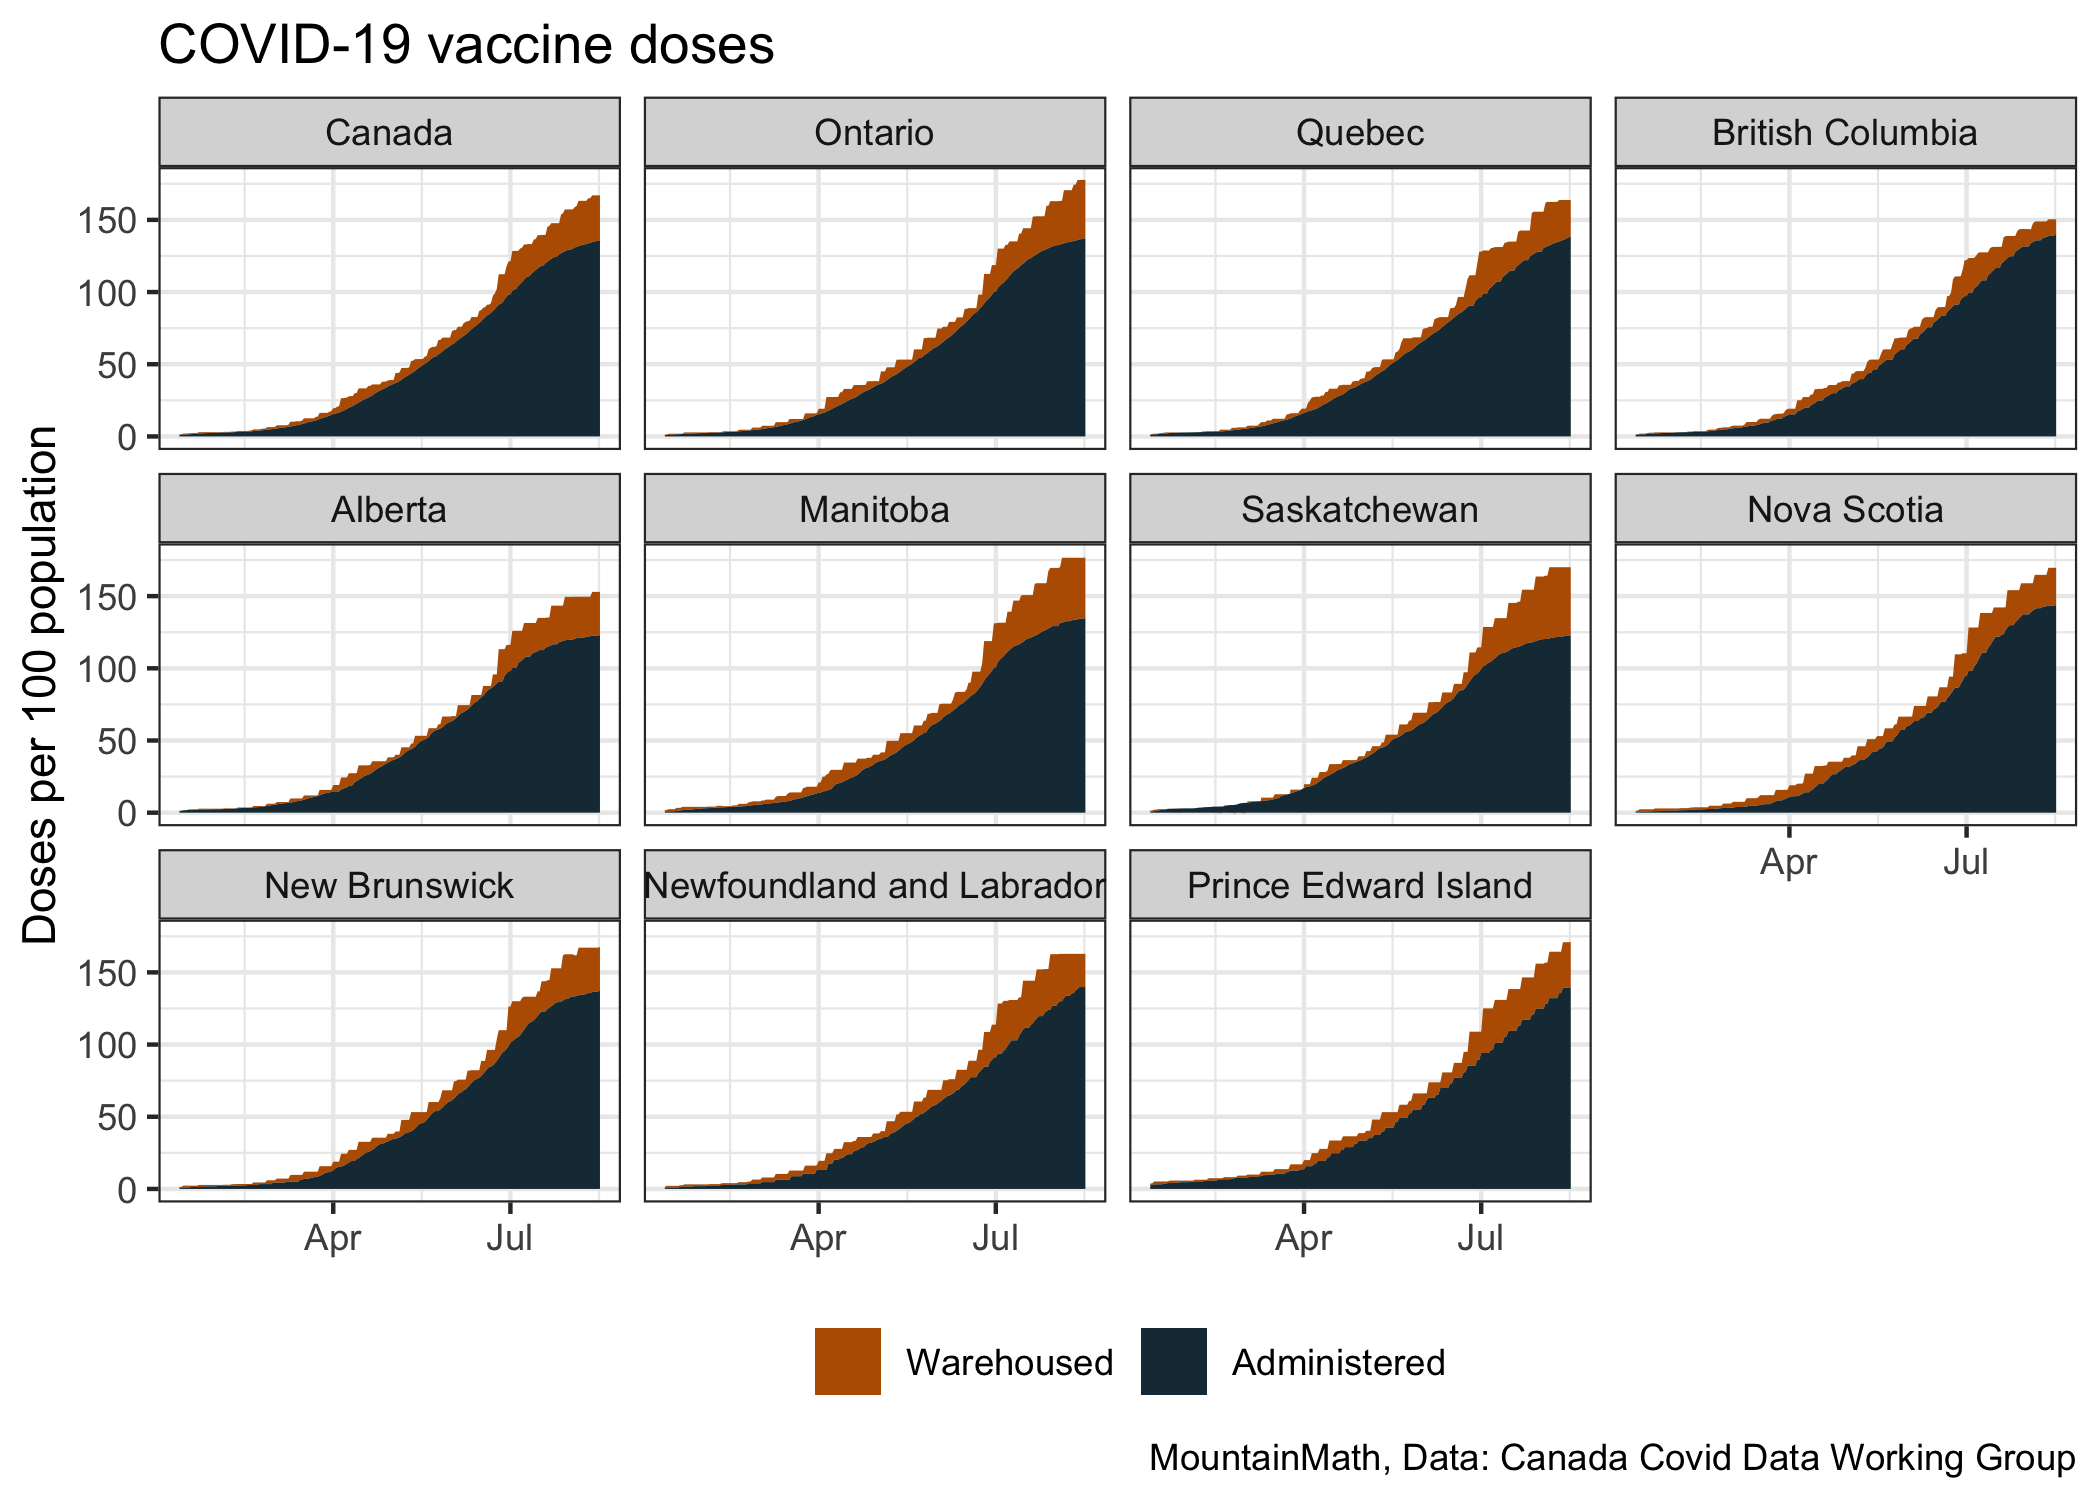 COVID-19 vaccine doses
Canada
Ontario
Quebec
British Columbia
150
100
50
0
Alberta
Manitoba
Saskatchewan
Nova Scotia
150
100
50
0
Apr
Jul
New Brunswick
Newfoundland and Labrador
Prince Edward Island
150
100
50
0
Apr
Jul
Apr
Jul
Apr
Jul
Doses per 100 population
Warehoused
Administered
MountainMath, Data: Canada Covid Data Working Group